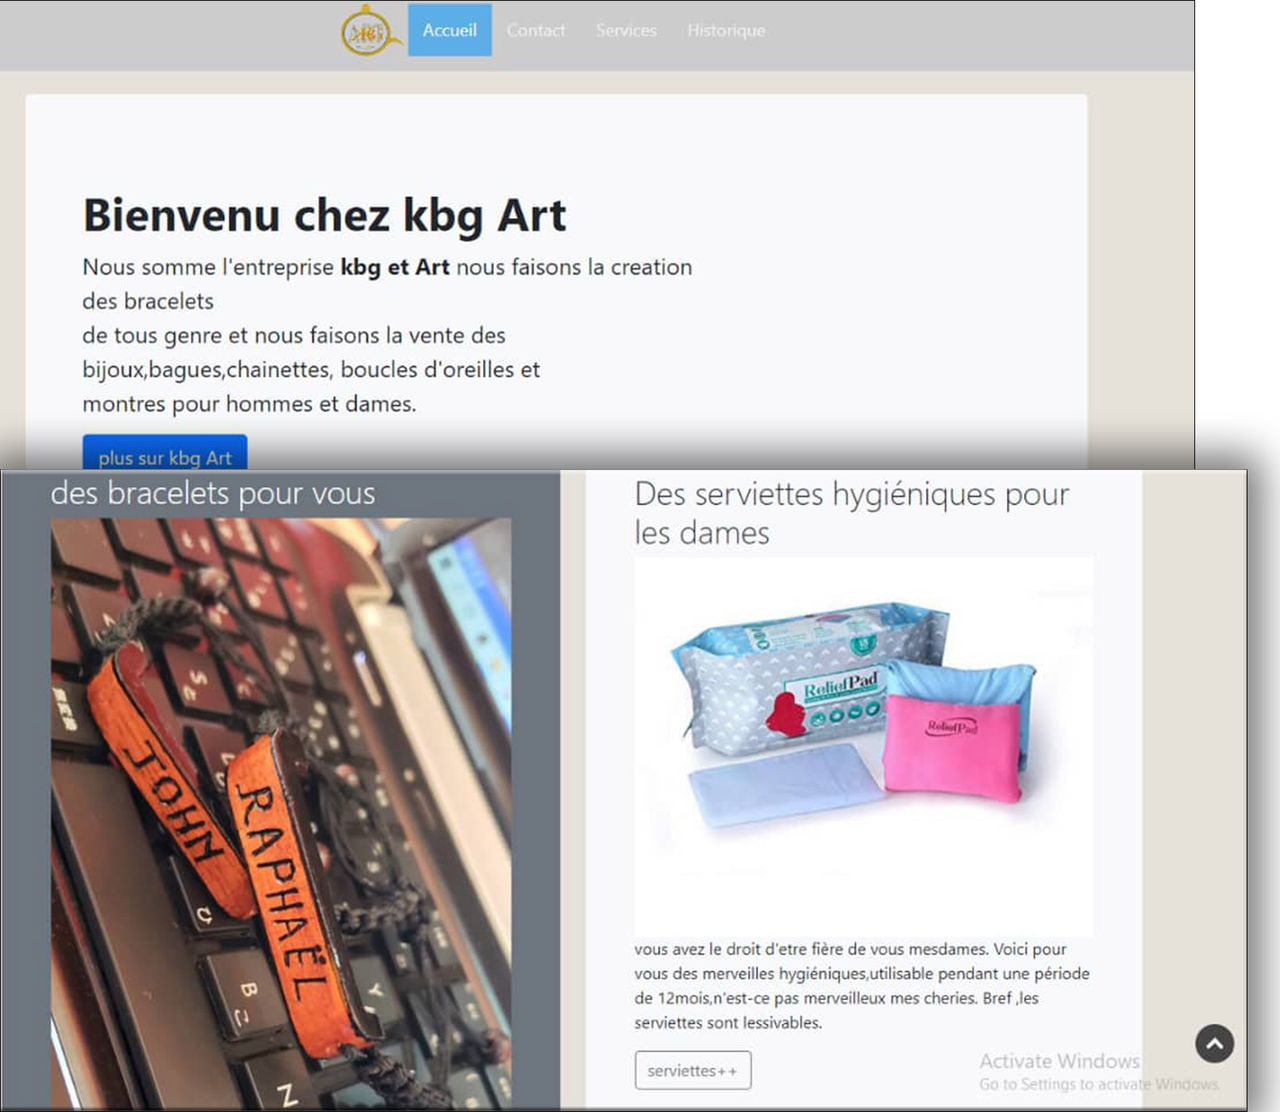 Accueil Contact Services Historique
Bienvenu chez kbg Art
Nous somme l'entreprise kbg et Art nous faisons la creation
des bracelets
de tous genre et nous faisons la vente des
bijoux,bagues,chainettes, boucles d'oreilles et
montres pour hommes et dames.
plus sur kbg Art
des bracelets pour vous
JOHN
RAPHAËL
Des serviettes hygiéniques pour
les dames
ReliefPad
ReliefPad
vous avez le droit d'etre fière de vous mesdames. Voici pour
vous des merveilles hygiéniques,utilisable pendant une période
de 12mois,n'est-ce pas merveilleux mes cheries. Bref ,les
serviettes sont lessivables.
serviettes++
Activate Windows
Go to Settings to activate Windows.